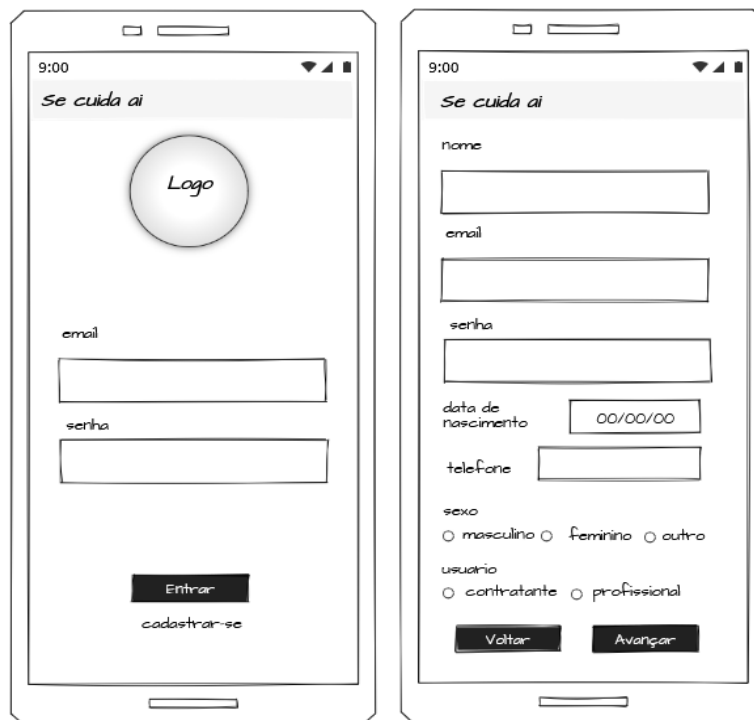 9:00
Se cuida ai
Logo
email
senha
Entrar
cadastrar-se
9:00
Se cuida ai
nome
email
senha
data de
nascimento
00/00/00
telefone
sexo
masculino feminino outro
usuario
contratante profissional
Voltar Avançar